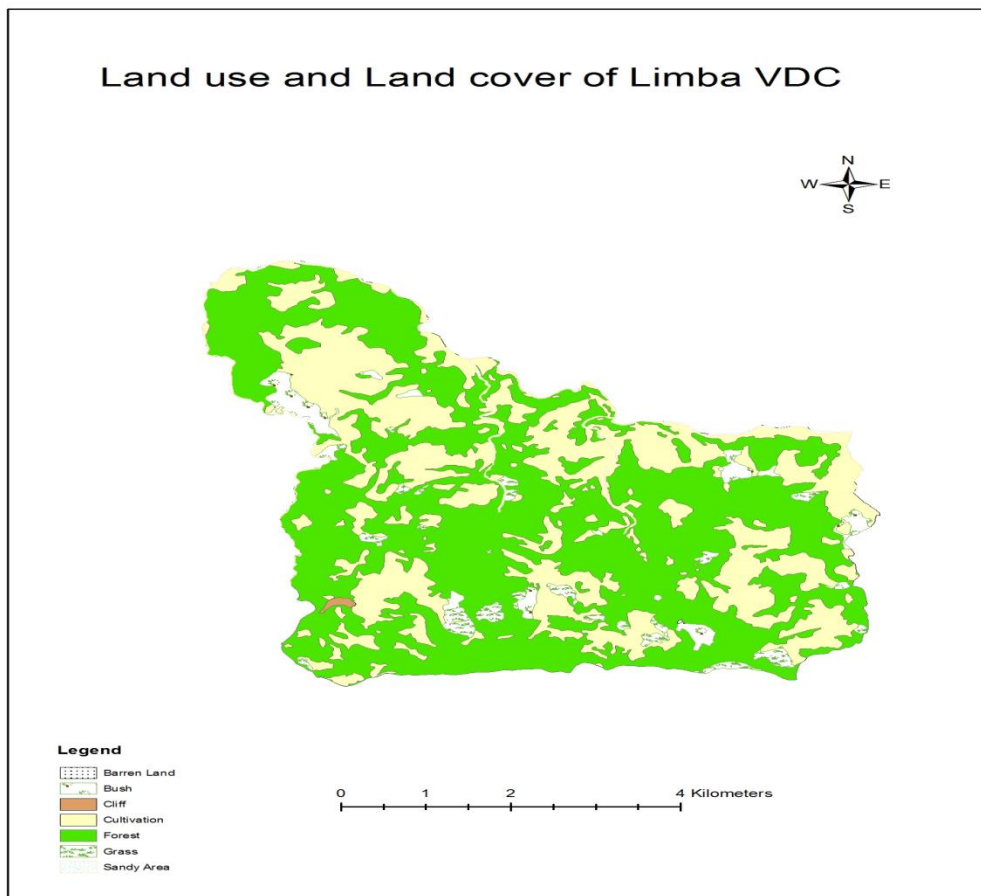 Land use and Land cover of Limba VDC
N
W E
S
Legend
Barren Land
Bush
Cliff
Cultivation
Forest
Grass
Sandy Area
0 1 2 4 Kilometers